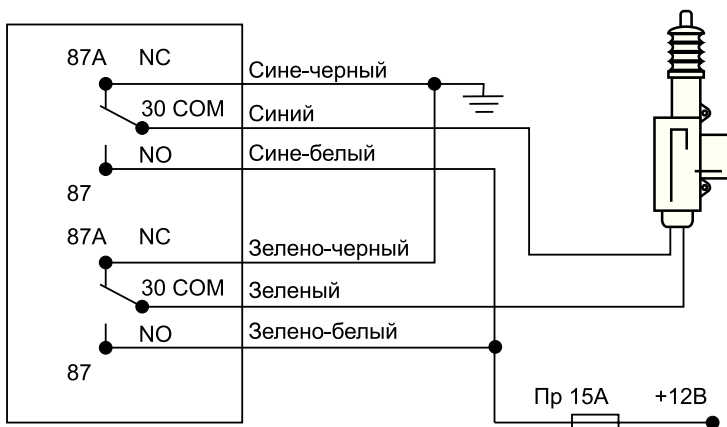 87A NC
Сине-черный
30 COM
Синий
NO
Сине-белый
87
87A NC
Зелено-черный
30 COM
Зеленый
NO
Зелено-белый
87
Пр 15А +12В